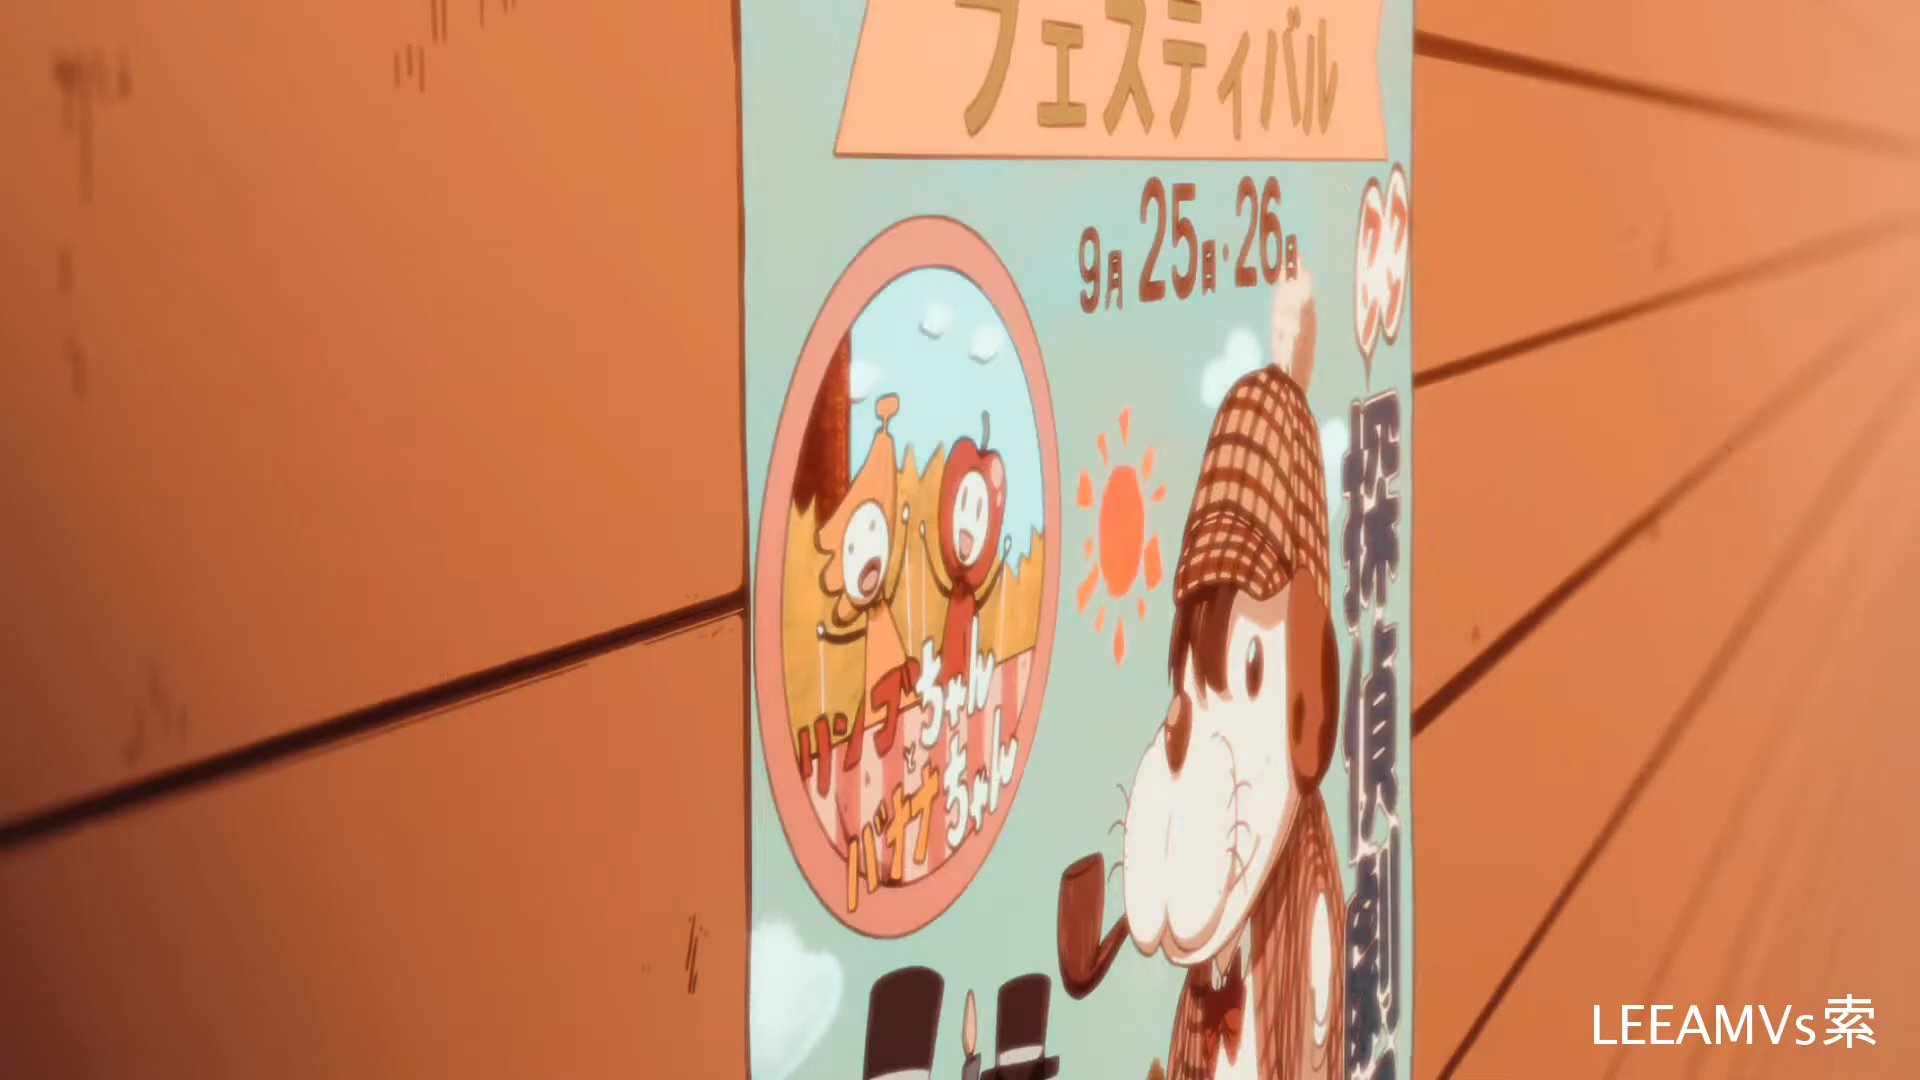 フェスティバル
9月25日・26日
探偵劇
リンゴちゃん
と
バナナちゃん
LEEAMVs索